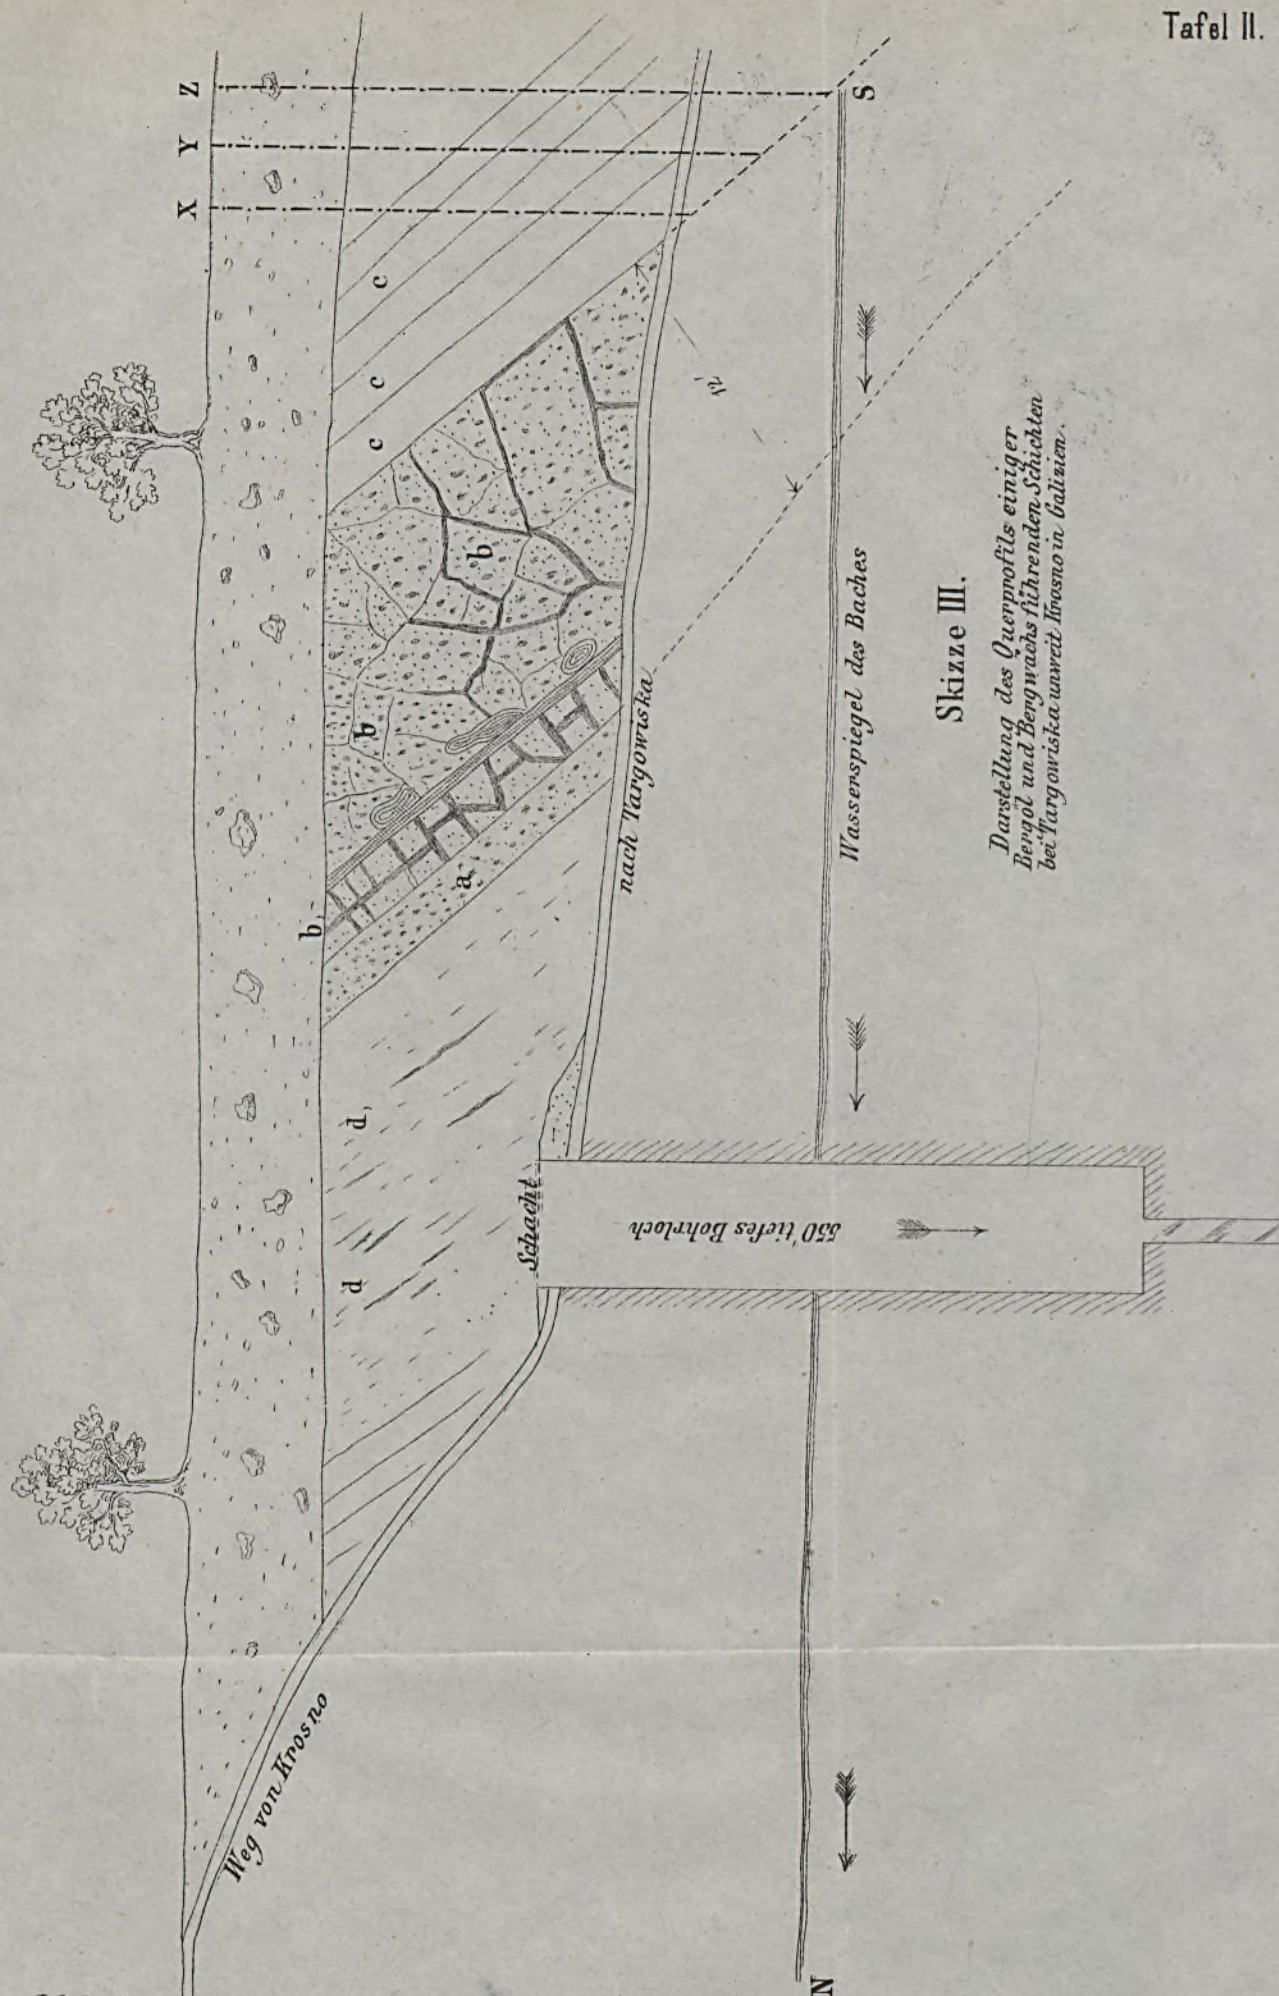 Tafel II.
Z
Y
X
S
c
c
c
b
b
b,
a
d,
d
12'
nach Targowiska
Wasserspiegel des Baches
Schacht
550' tiefes Bohrloch
Weg von Krosno
N
Skizze III.
Darstellung des Querprofils einiger
Bergöl und Bergwachs führenden Schichten
bei Targowiska unweit Krosno in Galizien.